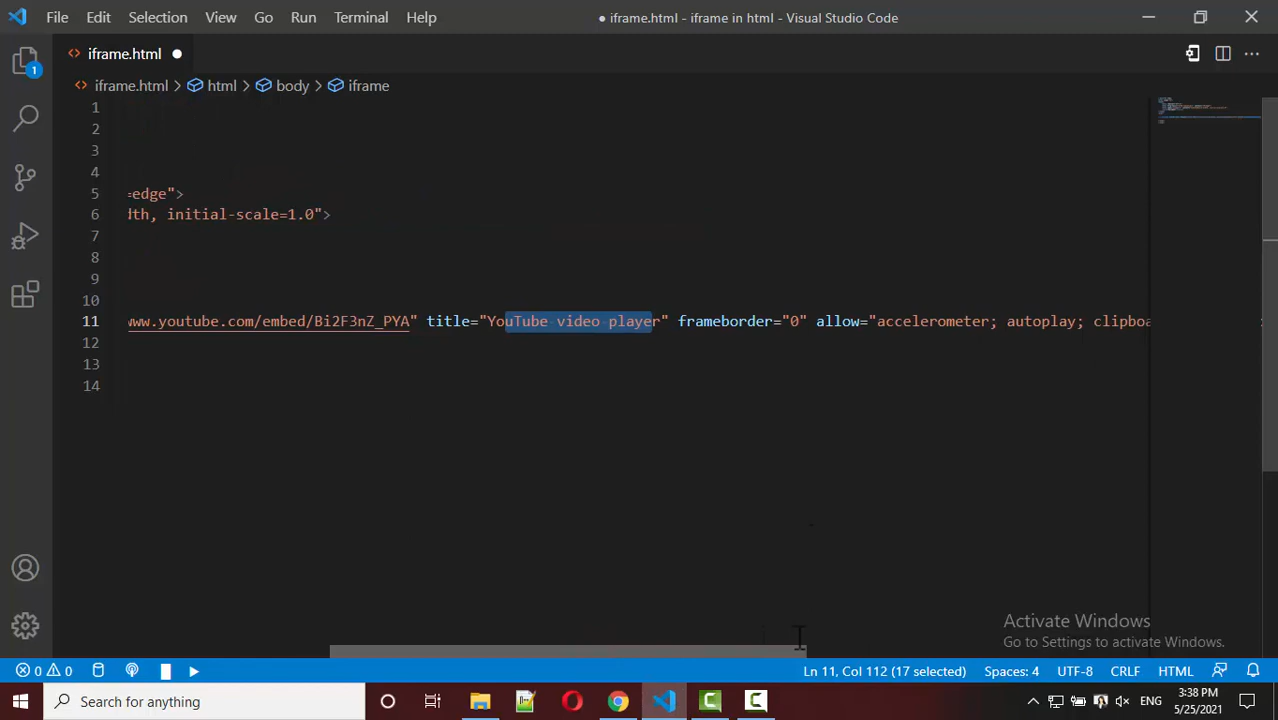 File Edit Selection View Go Run Terminal Help
● iframe.html - iframe in html - Visual Studio Code
<> iframe.html ●
<> iframe.html > html > body > iframe
1
1
2
3
4
5 =edge">
6 dth, initial-scale=1.0">
7
8
9
10
11 www.youtube.com/embed/Bi2F3nZ_PYA" title="YouTube video player" frameborder="0" allow="accelerometer; autoplay; clipboa
12
13
14
Activate Windows
Go to Settings to activate Windows.
0 0 Ln 11, Col 112 (17 selected) Spaces: 4 UTF-8 CRLF HTML
Search for anything
ENG
3:38 PM
5/25/2021